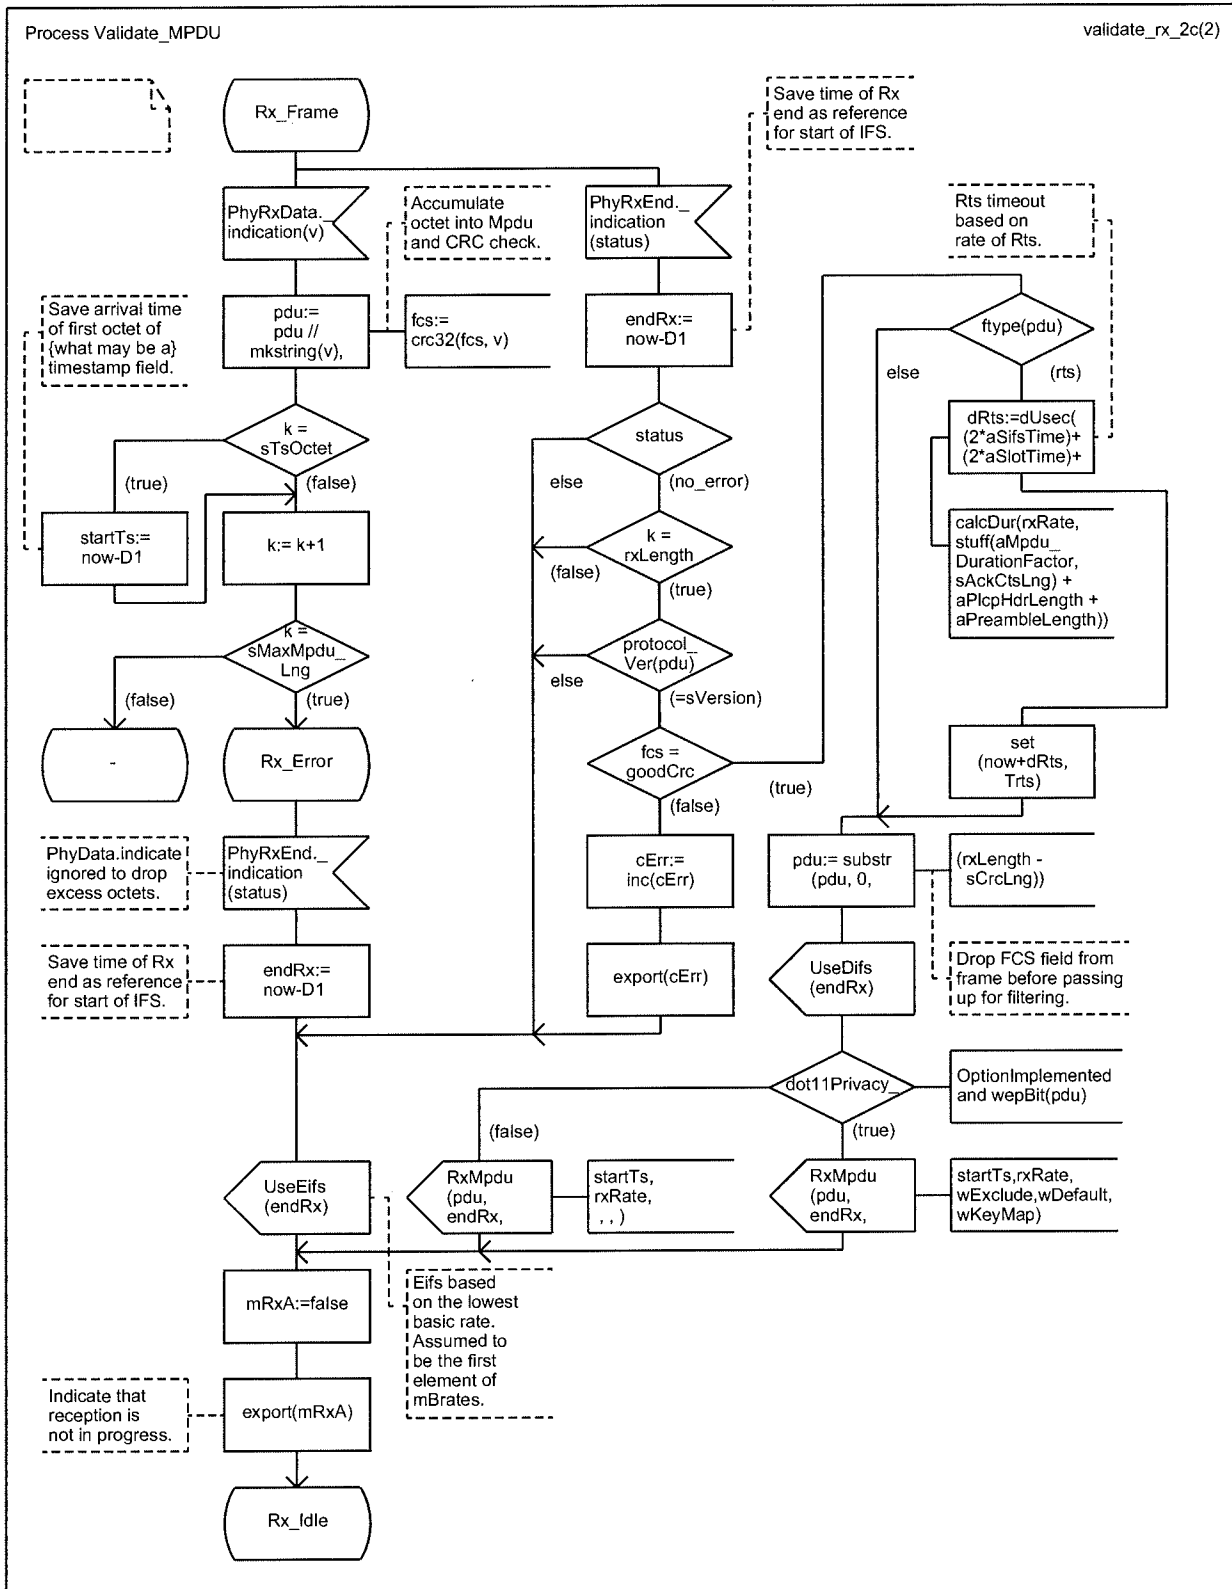 Process Validate_MPDU
validate_rx_2c(2)
Rx_Frame
Save time of Rx
end as reference
for start of IFS.
PhyRxData._
indication(v)
Accumulate
octet into Mpdu
and CRC check.
PhyRxEnd._
indication
(status)
Rts timeout
based on
rate of Rts.
Save arrival time
of first octet of
{what may be a}
timestamp field.
pdu:=
pdu //
mkstring(v),
fcs:=
crc32(fcs, v)
endRx:=
now-D1
ftype(pdu)
else
(rts)
k =
sTsOctet
(true)
(false)
status
else
(no_error)
dRts:=dUsec(
(2*aSifsTime)+
(2*aSlotTime)+
startTs:=
now-D1
k:= k+1
k =
rxLength
(false)
(true)
calcDur(rxRate,
stuff(aMpdu_
DurationFactor,
sAckCtsLng) +
aPlcpHdrLength +
aPreambleLength))
k =
sMaxMpdu_
Lng
(false)
(true)
protocol_
Ver(pdu)
else
(=sVersion)
-
Rx_Error
fcs =
goodCrc
(false)
(true)
set
(now+dRts,
Trts)
PhyData.indicate
ignored to drop
excess octets.
PhyRxEnd._
indication
(status)
cErr:=
inc(cErr)
pdu:= substr
(pdu, 0,
(rxLength -
sCrcLng))
Save time of Rx
end as reference
for start of IFS.
endRx:=
now-D1
export(cErr)
UseDifs
(endRx)
Drop FCS field from
frame before passing
up for filtering.
dot11Privacy_
OptionImplemented
and wepBit(pdu)
(false)
(true)
UseEifs
(endRx)
RxMpdu
(pdu,
endRx,
startTs,
rxRate,
, , )
RxMpdu
(pdu,
endRx,
startTs,rxRate,
wExclude,wDefault,
wKeyMap)
mRxA:=false
Eifs based
on the lowest
basic rate.
Assumed to
be the first
element of
mBrates.
Indicate that
reception is
not in progress.
export(mRxA)
Rx_Idle